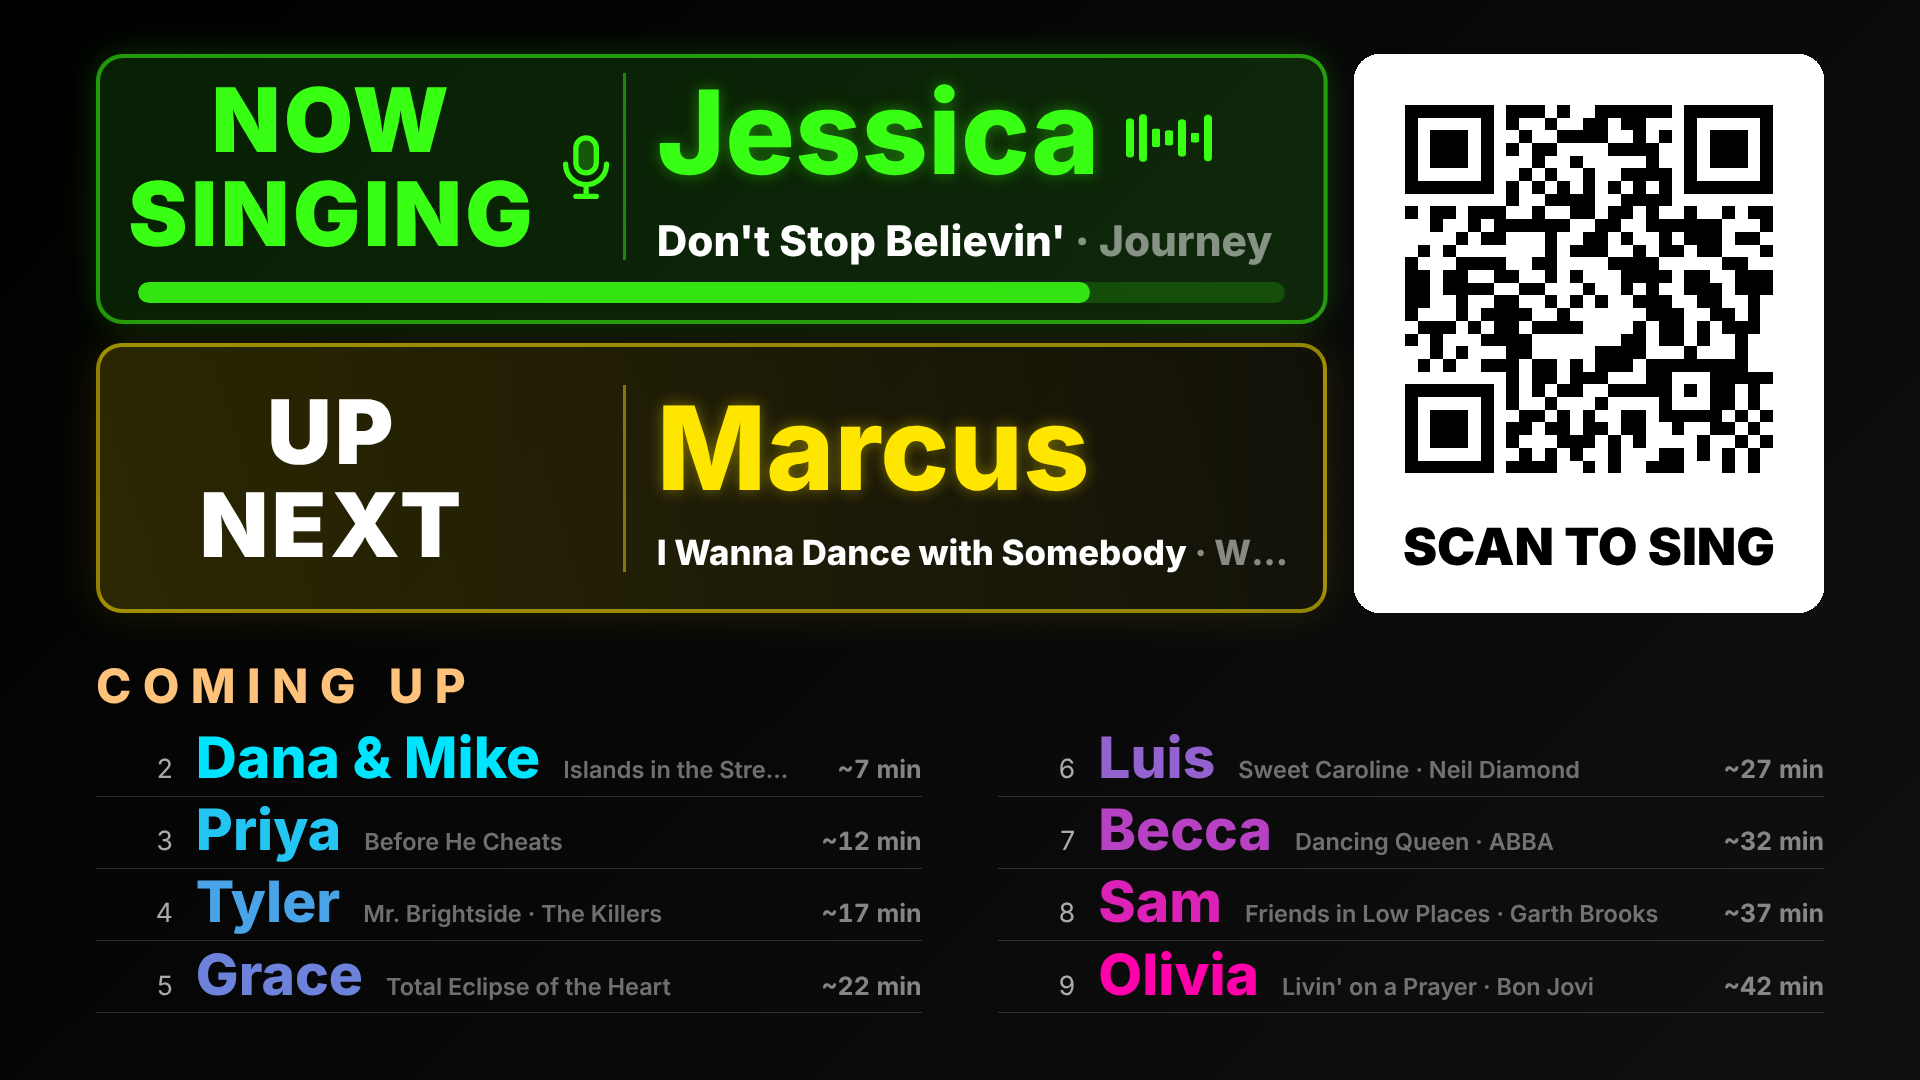 NOW
SINGING
Jessica
Don't Stop Believin' · Journey
UP
NEXT
Marcus
I Wanna Dance with Somebody · W...
SCAN TO SING
COMING UP
2 Dana & Mike Islands in the Stre... ~7 min
3 Priya Before He Cheats ~12 min
4 Tyler Mr. Brightside · The Killers ~17 min
5 Grace Total Eclipse of the Heart ~22 min
6 Luis Sweet Caroline · Neil Diamond ~27 min
7 Becca Dancing Queen · ABBA ~32 min
8 Sam Friends in Low Places · Garth Brooks ~37 min
9 Olivia Livin' on a Prayer · Bon Jovi ~42 min